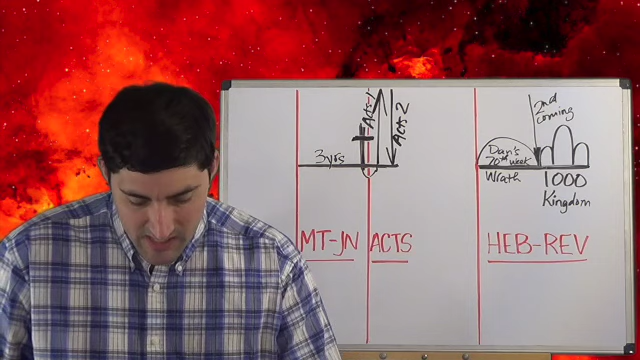 3yrs
Acts-1
Acts 2
MT-JN
ACTS
Dan's
70th week
Wrath
2nd
coming
1000
Kingdom
HEB-REV